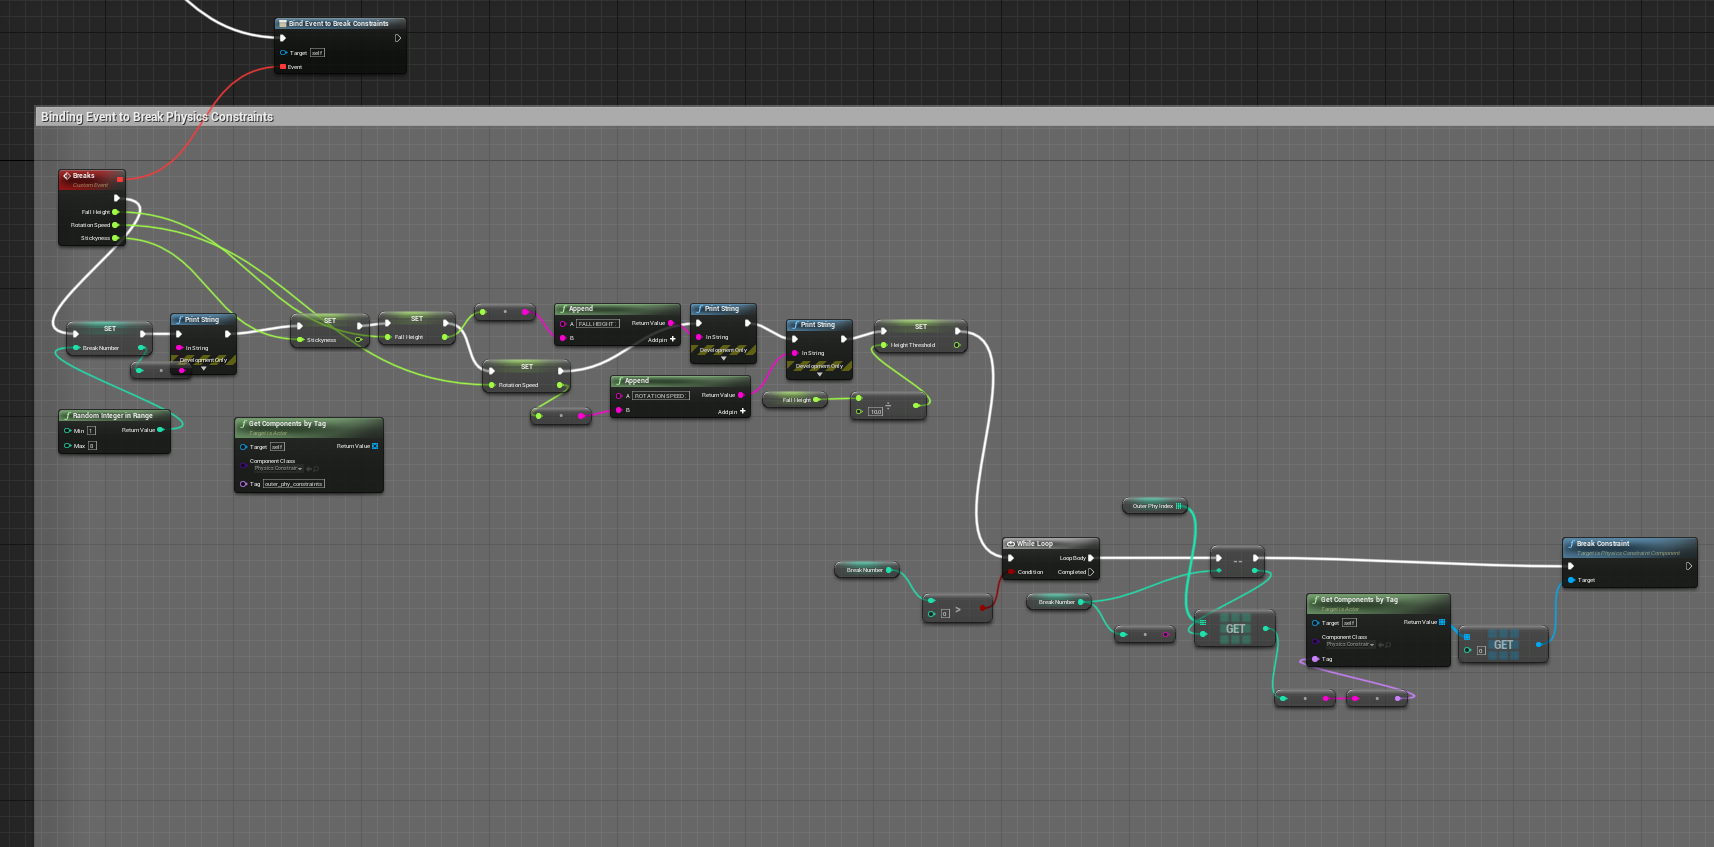 Bind Event to Break Constraints
Target self
Event
Binding Event to Break Physics Constraints
Breaks
Custom Event
Fall Height
Rotation Speed
Stickyness
SET
Break Number
Print String
In String
Development Only
SET
Stickyness
SET
Fall Height
SET
Rotation Speed
Append
A FALL HEIGHT :
Return Value
B
Add pin +
Append
A ROTATION SPEED :
Return Value
B
Add pin +
Print String
In String
Development Only
Print String
In String
Development Only
SET
Height Threshold
Fall Height
10.0
÷
Random Integer in Range
Min 1
Return Value
Max 8
Get Components by Tag
Target is Actor
Target self
Return Value
Component Class
Physics Constrain
Tag outer_phy_constraints
Outer Phy Index
While Loop
Loop Body
Condition
Completed
Break Number
0
>
Break Number
--
GET
Get Components by Tag
Target is Actor
Target self
Return Value
Component Class
Physics Constrain
Tag
GET
0
Break Constraint
Target is Physics Constraint Component
Target